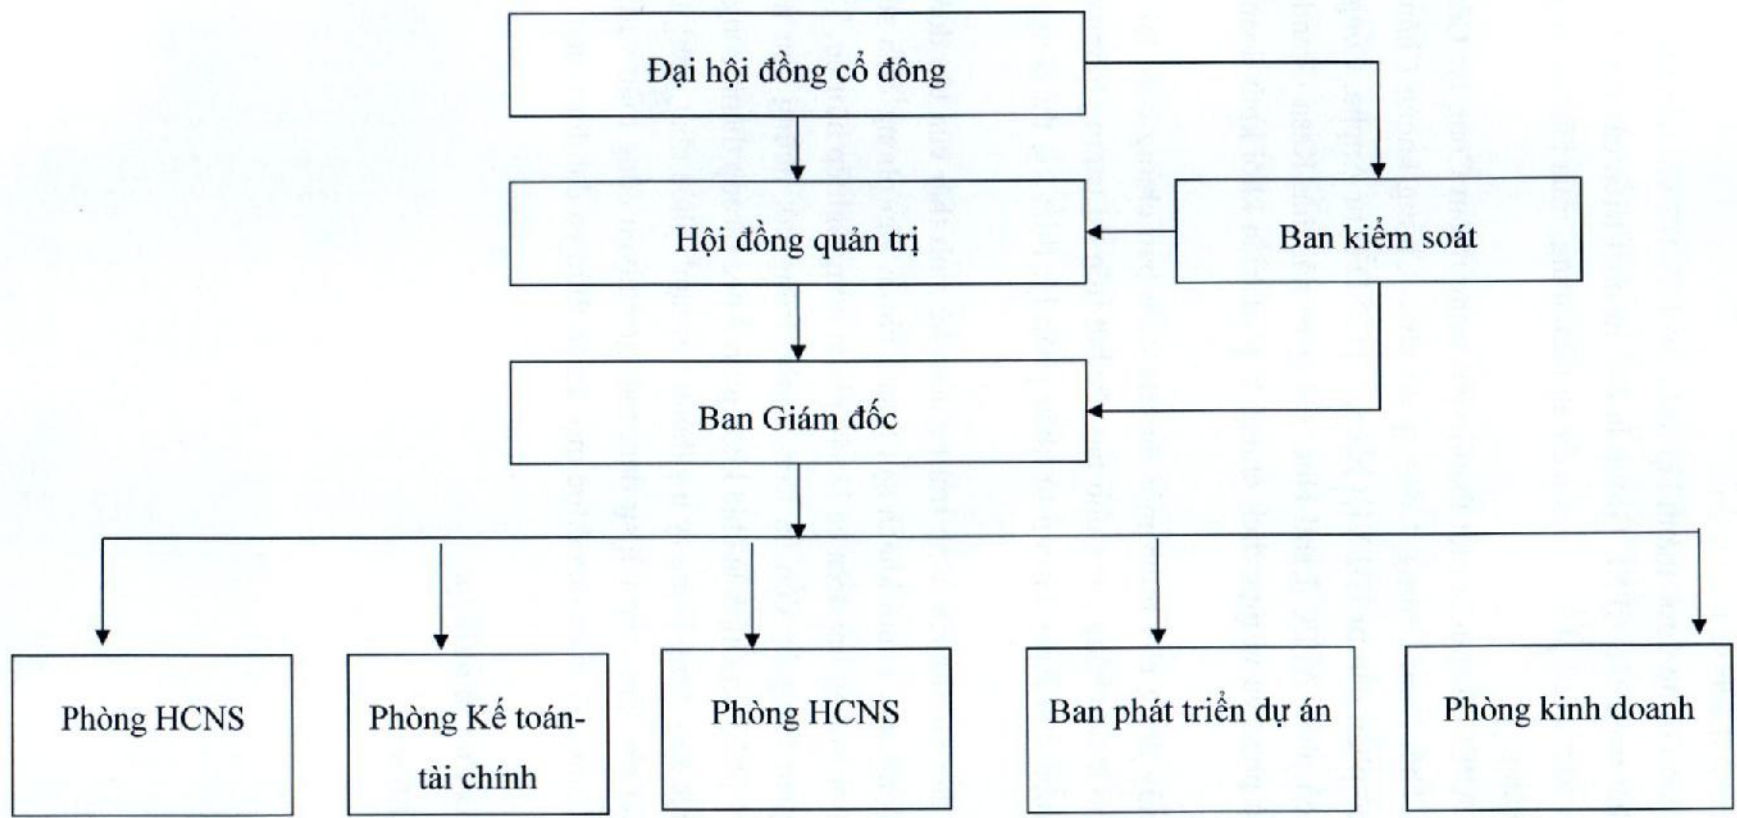 Đại hội đồng cổ đông
Hội đồng quản trị
Ban kiểm soát
Ban Giám đốc
Phòng HCNS
Phòng Kế toán-
tài chính
Phòng HCNS
Ban phát triển dự án
Phòng kinh doanh